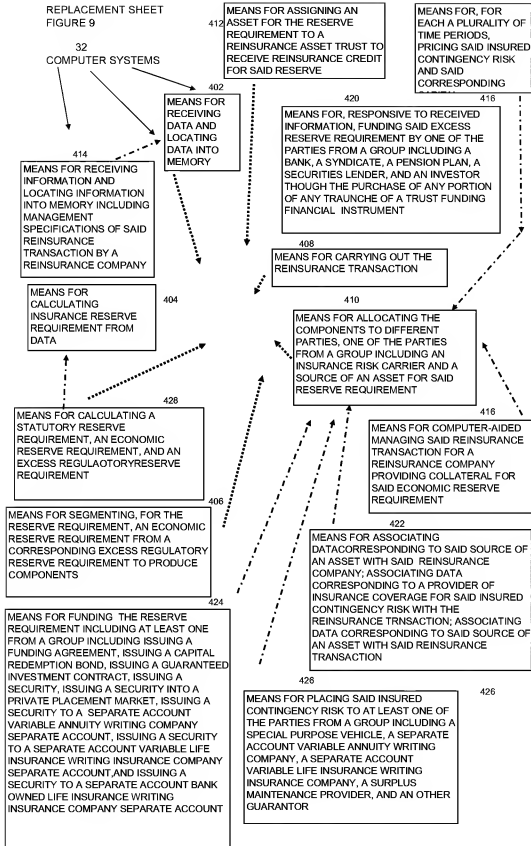 REPLACEMENT SHEET
FIGURE 9
32
COMPUTER SYSTEMS
412
MEANS FOR ASSIGNING AN
ASSET FOR THE RESERVE
REQUIREMENT TO A
REINSURANCE ASSET TRUST TO
RECEIVE REINSURANCE CREDIT
FOR SAID RESERVE
MEANS FOR, FOR
EACH A PLURALITY OF
TIME PERIODS,
PRICING SAID INSURED
CONTINGENCY RISK
AND SAID
CORRESPONDING
416
402
MEANS FOR
RECEIVING
DATA AND
LOCATING
DATA INTO
MEMORY
420
MEANS FOR, RESPONSIVE TO RECEIVED
INFORMATION, FUNDING SAID EXCESS
RESERVE REQUIREMENT BY ONE OF THE
PARTIES FROM A GROUP INCLUDING A
BANK, A SYNDICATE, A PENSION PLAN, A
SECURITIES LENDER, AND AN INVESTOR
THOUGH THE PURCHASE OF ANY PORTION
OF ANY TRAUNCHE OF A TRUST FUNDING
FINANCIAL INSTRUMENT
414
MEANS FOR RECEIVING
INFORMATION AND
LOCATING INFORMATION
INTO MEMORY INCLUDING
MANAGEMENT
SPECIFICATIONS OF SAID
REINSURANCE
TRANSACTION BY A
REINSURANCE COMPANY
408
MEANS FOR CARRYING OUT THE
REINSURANCE TRANSACTION
404
MEANS FOR
CALCULATING
INSURANCE RESERVE
REQUIREMENT FROM
DATA
410
MEANS FOR ALLOCATING THE
COMPONENTS TO DIFFERENT
PARTIES, ONE OF THE PARTIES
FROM A GROUP INCLUDING AN
INSURANCE RISK CARRIER AND A
SOURCE OF AN ASSET FOR SAID
RESERVE REQUIREMENT
428
MEANS FOR CALCULATING A
STATUTORY RESERVE
REQUIREMENT, AN ECONOMIC
RESERVE REQUIREMENT, AND AN
EXCESS REGULAOTORYRESERVE
REQUIREMENT
416
MEANS FOR COMPUTER-AIDED
MANAGING SAID REINSURANCE
TRANSACTION FOR A
REINSURANCE COMPANY
PROVIDING COLLATERAL FOR
SAID ECONOMIC RESERVE
REQUIREMENT
406
MEANS FOR SEGMENTING, FOR THE
RESERVE REQUIREMENT, AN ECONOMIC
RESERVE REQUIREMENT FROM A
CORRESPONDING EXCESS REGULATORY
RESERVE REQUIREMENT TO PRODUCE
COMPONENTS
422
MEANS FOR ASSOCIATING
DATACORRESPONDING TO SAID SOURCE OF
AN ASSET WITH SAID REINSURANCE
COMPANY; ASSOCIATING DATA
CORRESPONDING TO A PROVIDER OF
INSURANCE COVERAGE FOR SAID INSURED
CONTINGENCY RISK WITH THE
REINSURANCE TRNSACTION; ASSOCIATING
DATA CORRESPONDING TO SAID SOURCE OF
AN ASSET WITH SAID REINSURANCE
TRANSACTION
424
MEANS FOR FUNDING THE RESERVE
REQUIREMENT INCLUDING AT LEAST ONE
FROM A GROUP INCLUDING ISSUING A
FUNDING AGREEMENT, ISSUING A CAPITAL
REDEMPTION BOND, ISSUING A GUARANTEED
INVESTMENT CONTRACT, ISSUING A
SECURITY, ISSUING A SECURITY INTO A
PRIVATE PLACEMENT MARKET, ISSUING A
SECURITY TO A SEPARATE ACCOUNT
VARIABLE ANNUITY WRITING COMPANY
SEPARATE ACCOUNT, ISSUING A SECURITY
TO A SEPARATE ACCOUNT VARIABLE LIFE
INSURANCE WRITING INSURANCE COMPANY
SEPARATE ACCOUNT,AND ISSUING A
SECURITY TO A SEPARATE ACCOUNT BANK
OWNED LIFE INSURANCE WRITING
INSURANCE COMPANY SEPARATE ACCOUNT
426
426
MEANS FOR PLACING SAID INSURED
CONTINGENCY RISK TO AT LEAST ONE OF
THE PARTIES FROM A GROUP INCLUDING A
SPECIAL PURPOSE VEHICLE, A SEPARATE
ACCOUNT VARIABLE ANNUITY WRITING
COMPANY, A SEPARATE ACCOUNT
VARIABLE LIFE INSURANCE WRITING
INSURANCE COMPANY, A SURPLUS
MAINTENANCE PROVIDER, AND AN OTHER
GUARANTOR